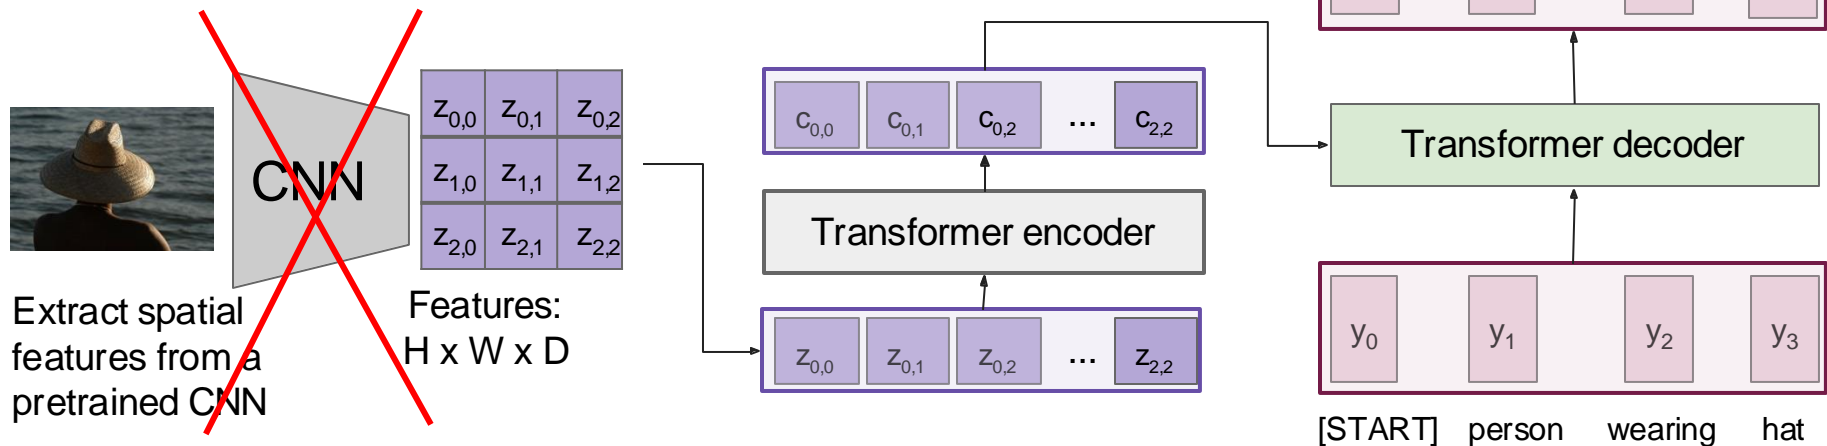 CNN
z0,0 z0,1 z0,2
z1,0 z1,1 z1,2
z2,0 z2,1 z2,2
Extract spatial
features from a
pretrained CNN
Features:
H x W x D
c0,0 c0,1 c0,2 ... c2,2
Transformer encoder
z0,0 z0,1 z0,2 ... z2,2
Transformer decoder
y0 y1 y2 y3
[START] person wearing hat